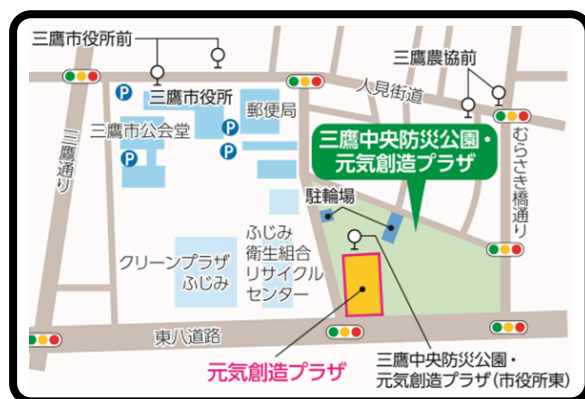 三鷹市役所前
三鷹農協前
人見街道
P
三鷹市役所
郵便局
三鷹市公会堂
P
P
P
三鷹通り
むらさき橋通り
三鷹中央防災公園・
元気創造プラザ
駐輪場
ふじみ
衛生組合
リサイクル
センター
クリーンプラザ
ふじみ
東八道路
元気創造プラザ
三鷹中央防災公園・
元気創造プラザ(市役所東)